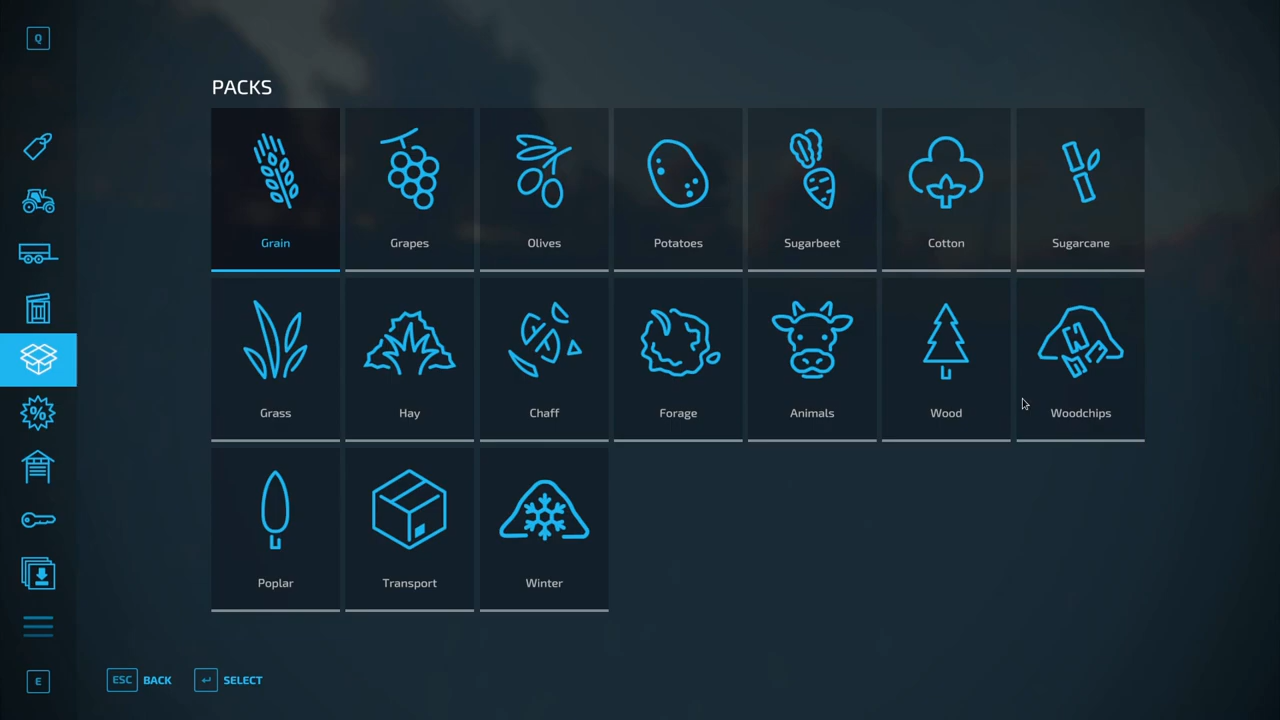 Q
PACKS
Grain
Grapes
Olives
Potatoes
Sugarbeet
Cotton
Sugarcane
Grass
Hay
Chaff
Forage
Animals
Wood
Woodchips
Poplar
Transport
Winter
%
E
ESC BACK
SELECT